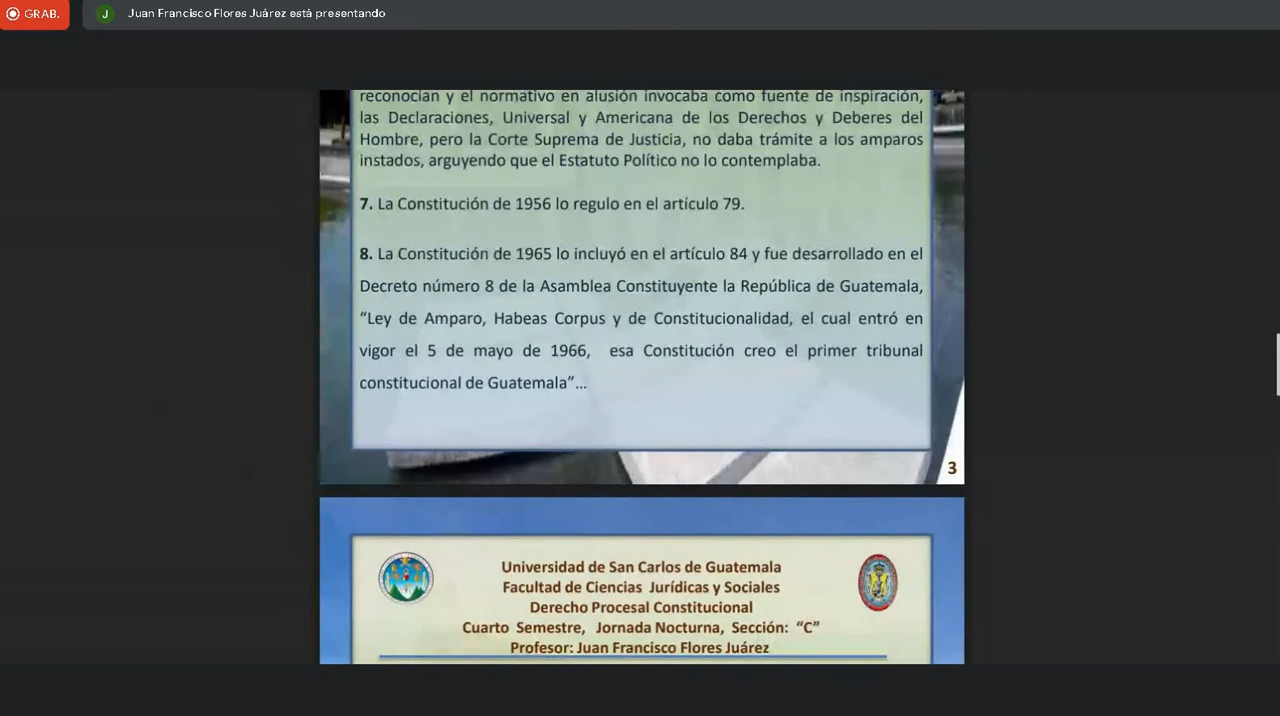 GRAB.
J
Juan Francisco Flores Juárez está presentando
reconocían y el normativo en alusión invocaba como fuente de inspiración,
las Declaraciones, Universal y Americana de los Derechos y Deberes del
Hombre, pero la Corte Suprema de Justicia, no daba trámite a los amparos
instados, arguyendo que el Estatuto Político no lo contemplaba.
7. La Constitución de 1956 lo regulo en el artículo 79.
8. La Constitución de 1965 lo incluyó en el artículo 84 y fue desarrollado en el
Decreto número 8 de la Asamblea Constituyente la República de Guatemala,
“Ley de Amparo, Habeas Corpus y de Constitucionalidad, el cual entró en
vigor el 5 de mayo de 1966, esa Constitución creo el primer tribunal
constitucional de Guatemala”...
3
Universidad de San Carlos de Guatemala
Facultad de Ciencias Jurídicas y Sociales
Derecho Procesal Constitucional
Cuarto Semestre, Jornada Nocturna, Sección: “C”
Profesor: Juan Francisco Flores Juárez